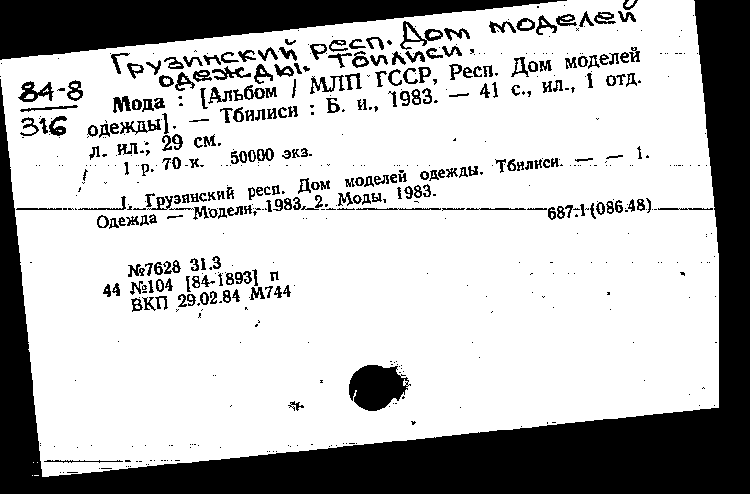 Грузинский респ. Дом моделей
одежды. Тбилиси.
84-8
316
Мода : [Альбом / МЛП ГССР, Респ. Дом моделей
одежды]. — Тбилиси : Б. и., 1983. — 41 с., ил., 1 отд.
л. ил.; 29 см.
1 р. 70 к. 50000 экз.
1. Грузинский респ. Дом моделей одежды. Тбилиси. — — 1.
Одежда — Модели, 1983. 2. Моды, 1983.
687.1(086.48)
№7628 31.3
44 №104 [84-1893] п
ВКП 29.02.84 М744